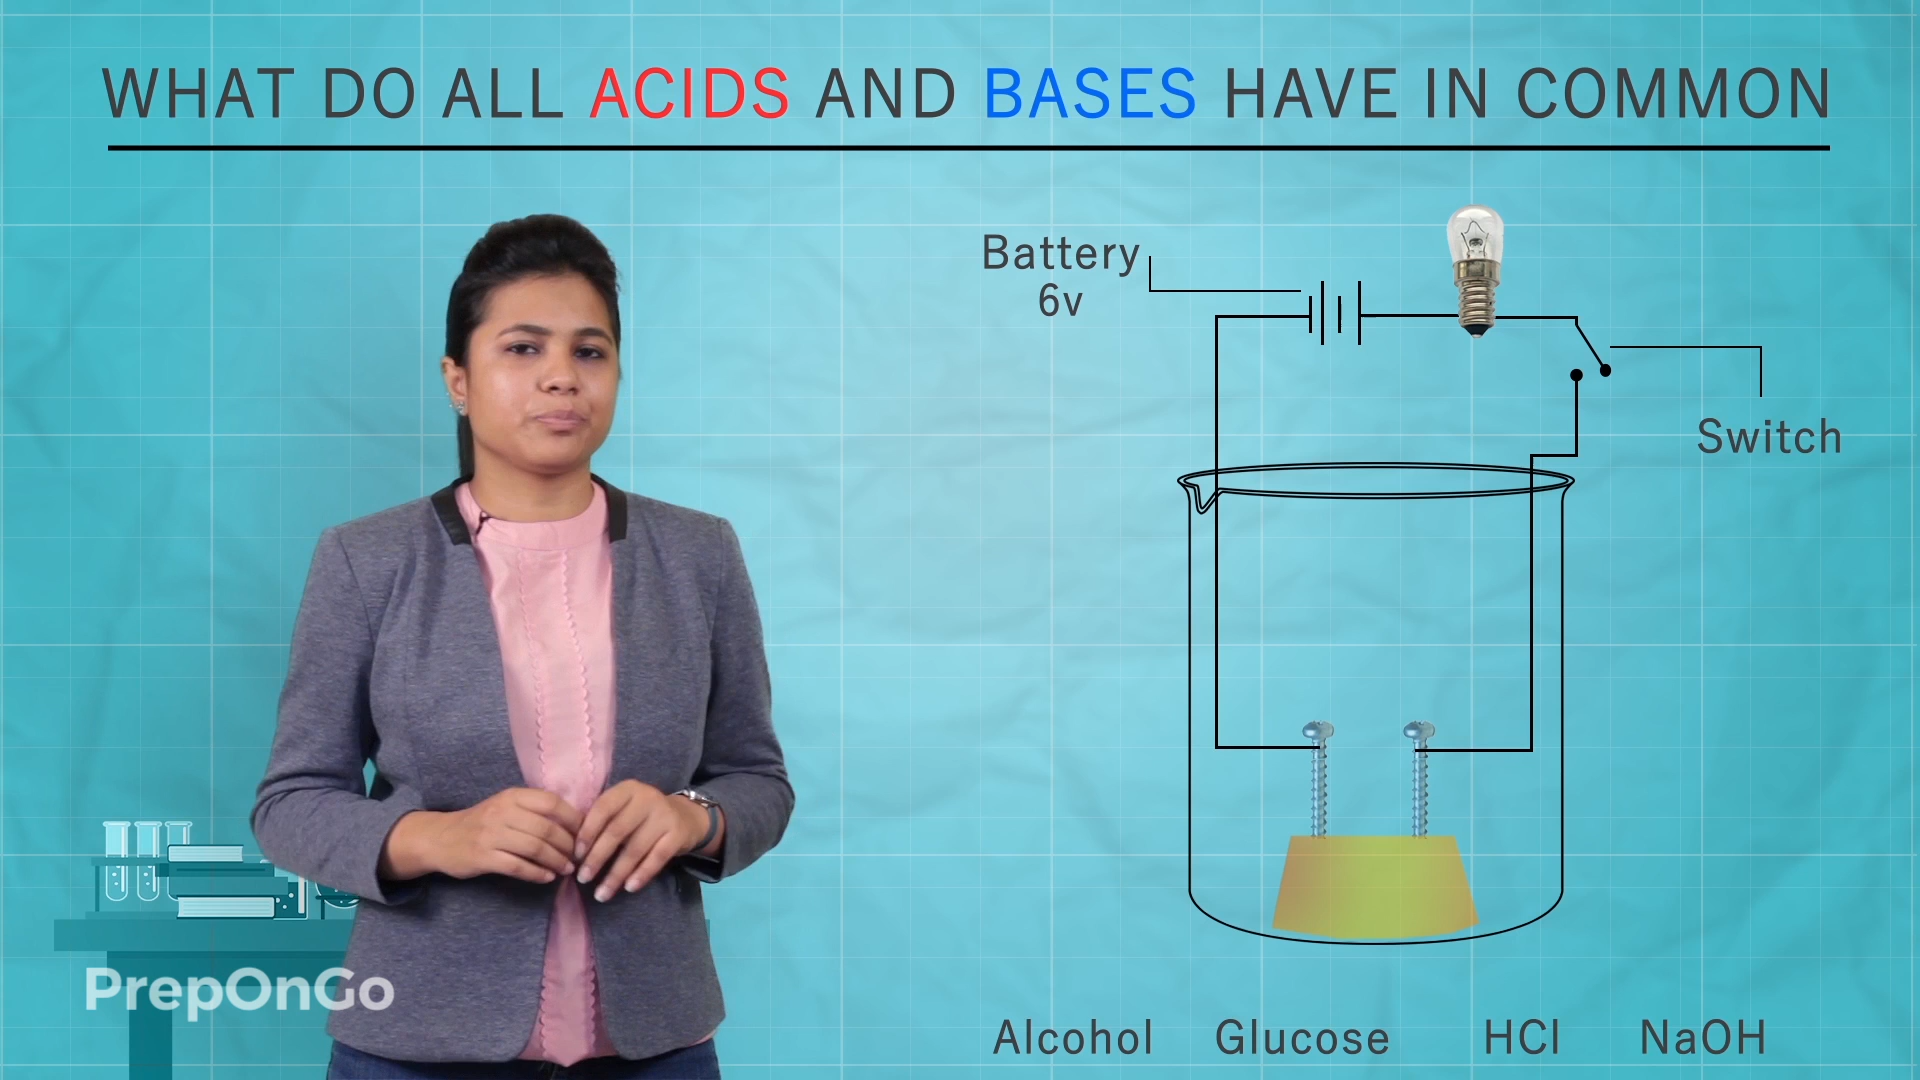 WHAT DO ALL ACIDS AND BASES HAVE IN COMMON
Battery
6v
Switch
PrepOnGo
Alcohol Glucose HCl NaOH